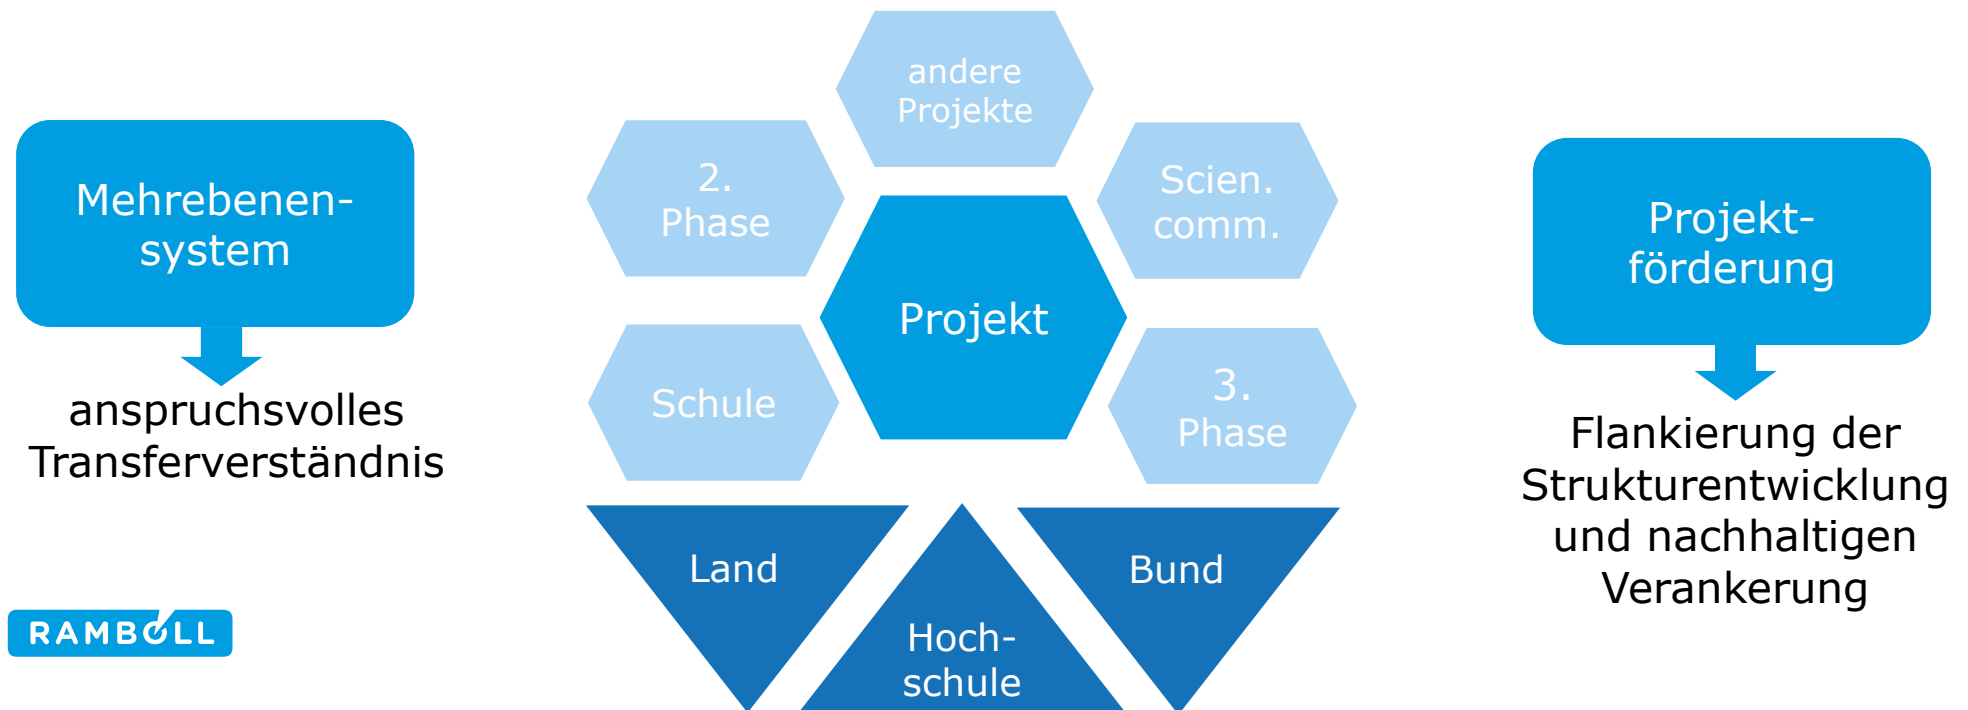 Mehrebenen-
system
anspruchsvolles
Transferverständnis
andere
Projekte
2.
Phase
Scien.
comm.
Projekt
Schule
3.
Phase
Land
Hoch-
schule
Bund
Projekt-
förderung
Flankierung der
Strukturentwicklung
und nachhaltigen
Verankerung
RAMBOLL